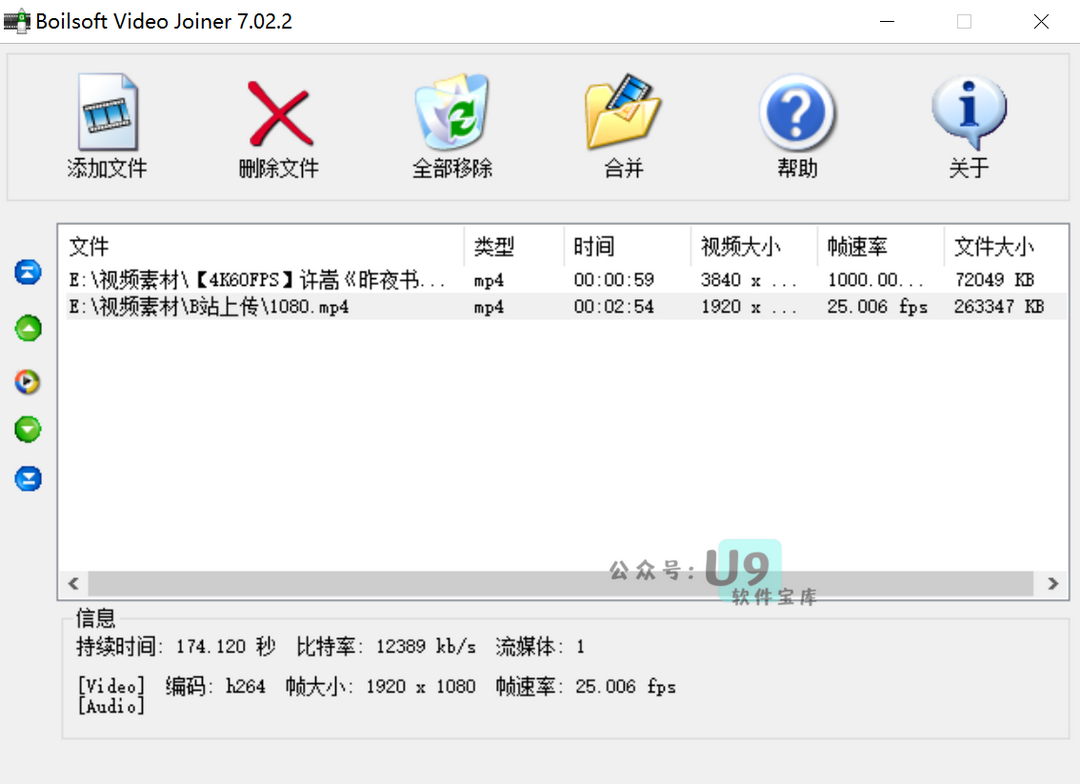 Boilsoft Video Joiner 7.02.2
添加文件 删除文件 全部移除 合并 帮助 关于
文件 类型 时间 视频大小 帧速率 文件大小
E:\视频素材\【4K60FPS】许嵩《昨夜书... mp4 00:00:59 3840 x ... 1000.00... 72049 KB
E:\视频素材\B站上传\1080.mp4 mp4 00:02:54 1920 x ... 25.006 fps 263347 KB
公众号: U9
软件宝库
信息
持续时间: 174.120 秒 比特率: 12389 kb/s 流媒体: 1
[Video] 编码: h264 帧大小: 1920 x 1080 帧速率: 25.006 fps
[Audio]